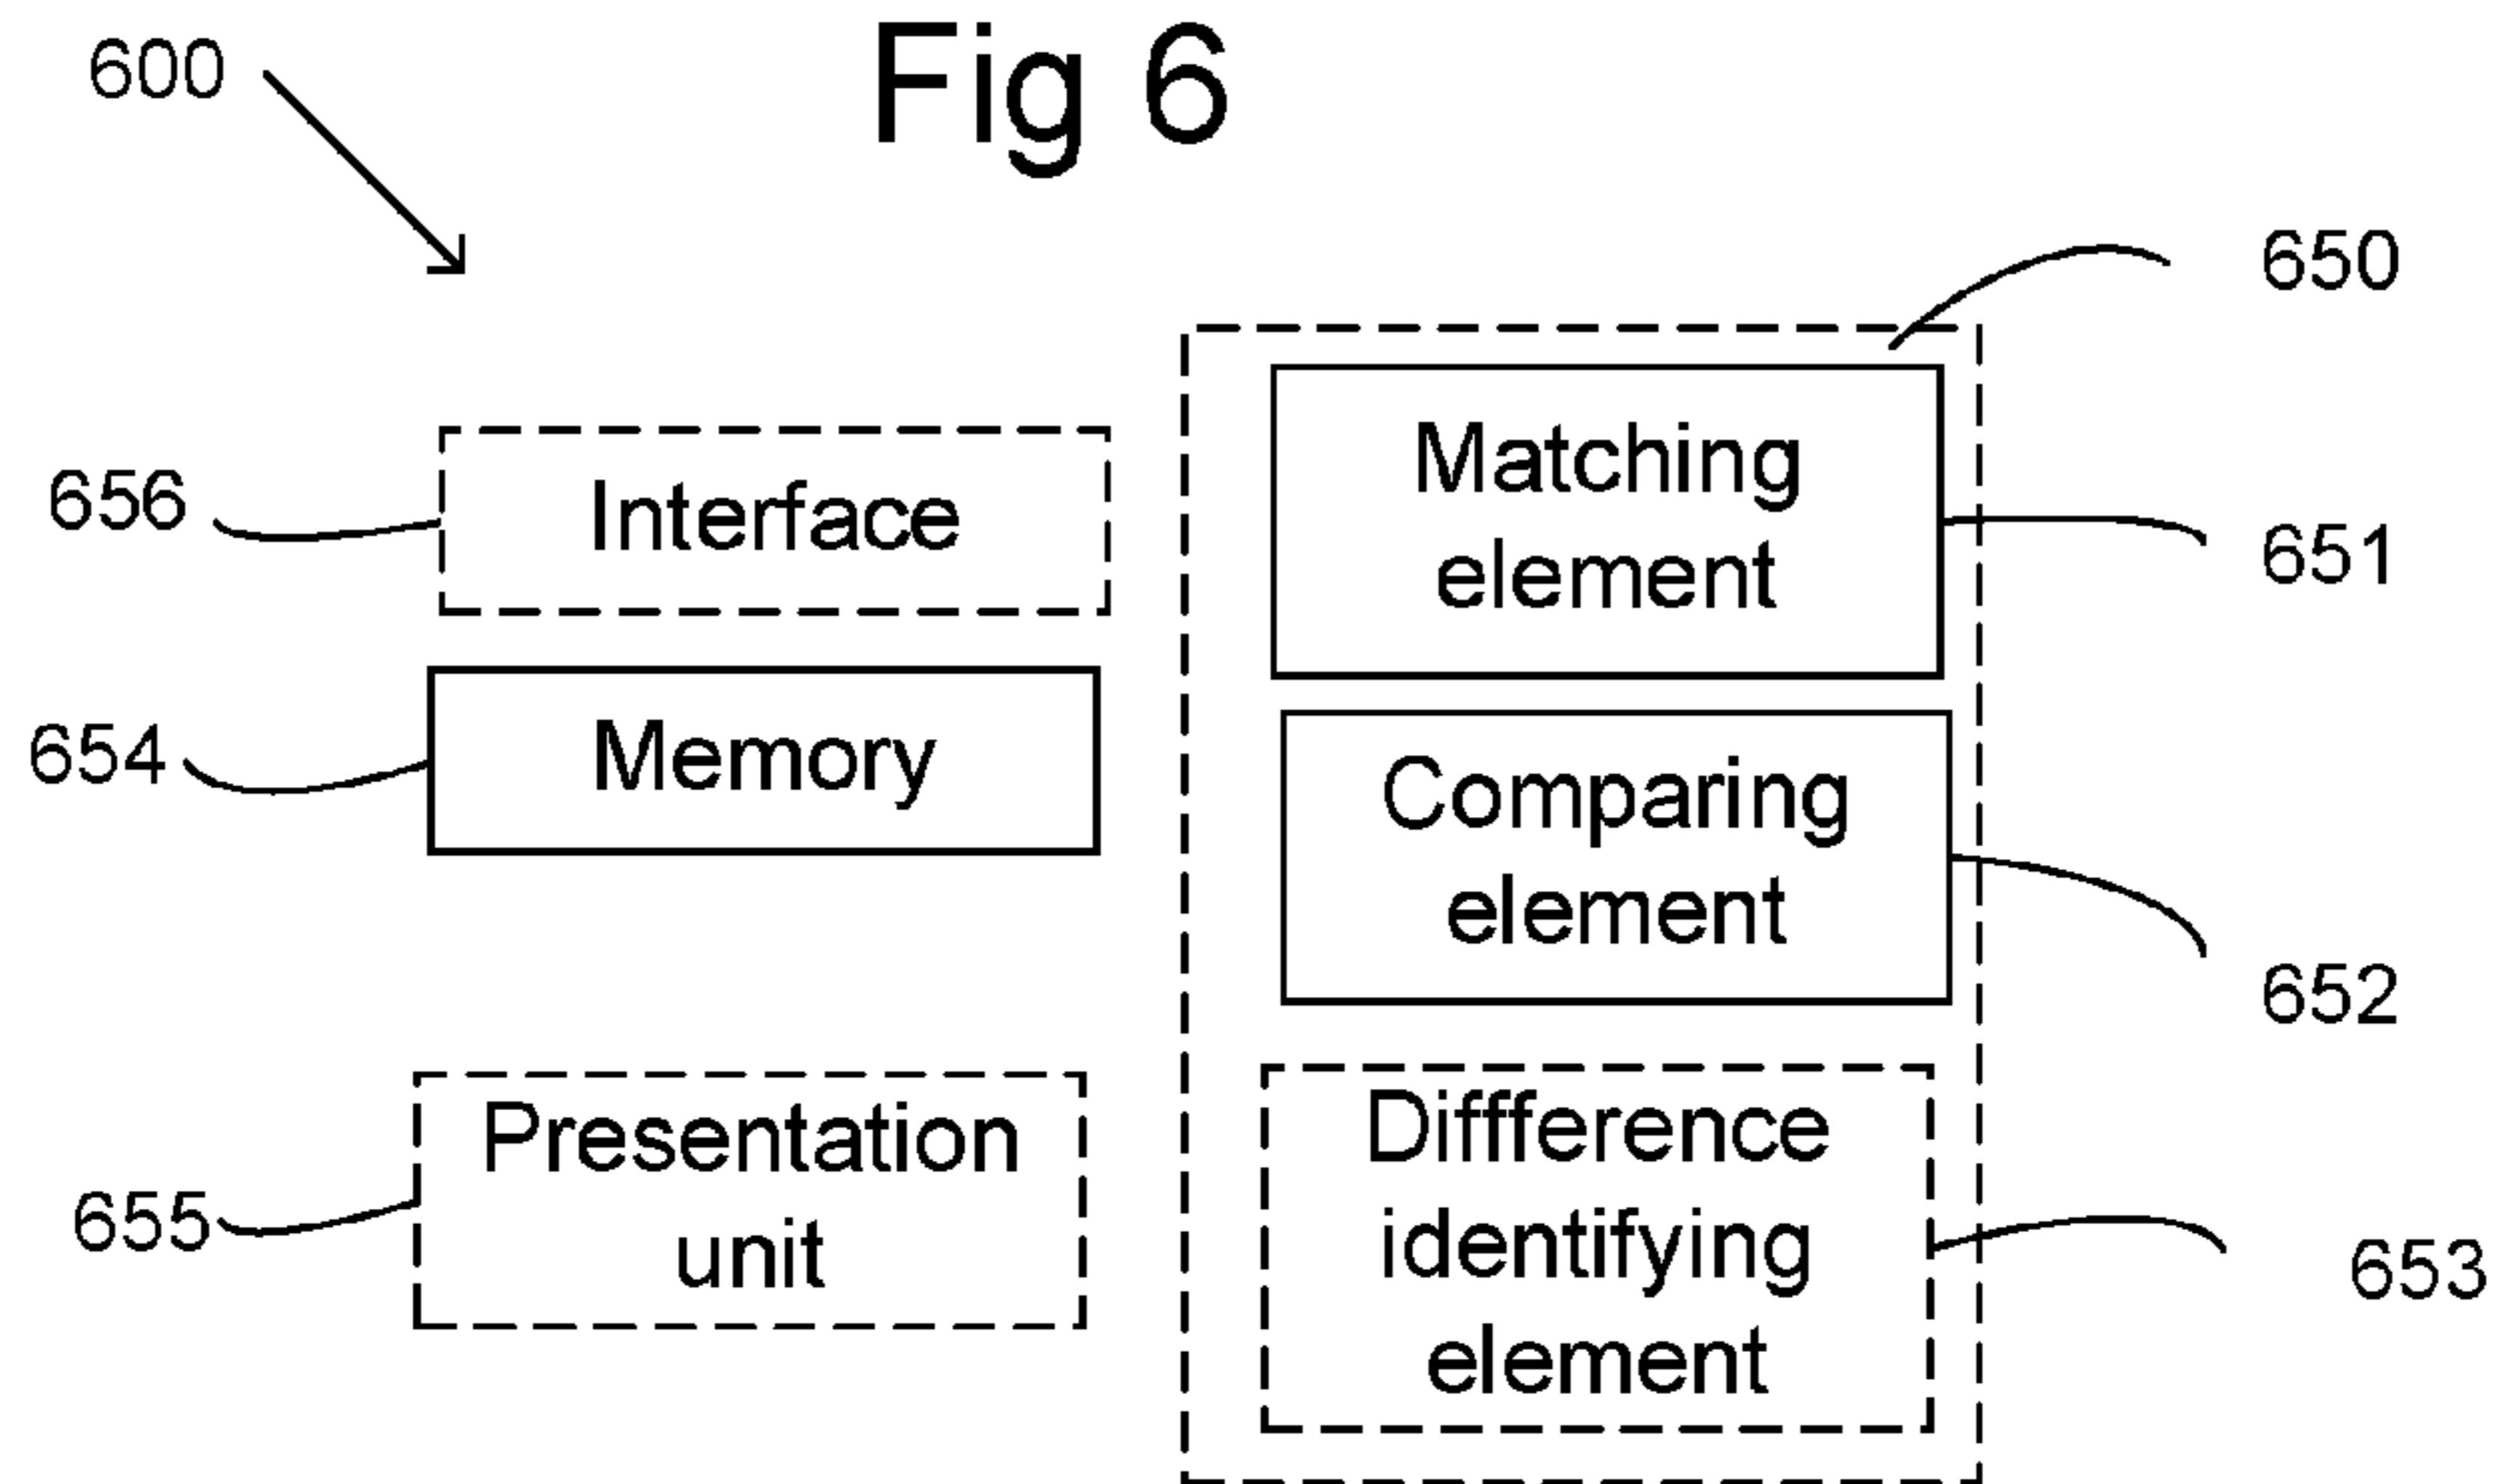 Fig 6
600
650
656
Interface
Matching
element
651
654
Memory
Comparing
element
652
655
Presentation
unit
Diffference
identifying
element
653